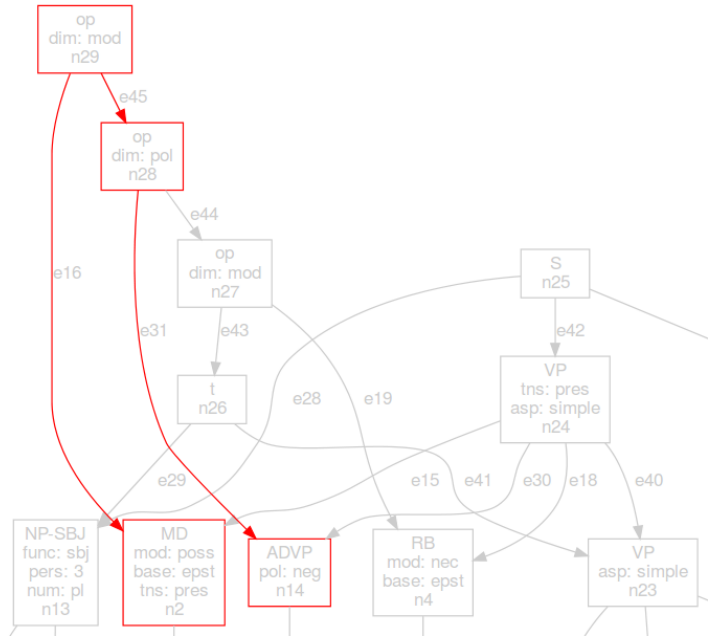 op
dim: mod
n29
e45
op
dim: pol
n28
e44
op
dim: mod
n27
S
n25
e16
e31
e43
e42
t
n26
VP
tns: pres
asp: simple
n24
e28
e19
e29
e15
e41
e30
e18
e40
NP-SBJ
func: sbj
pers: 3
num: pl
n13
MD
mod: poss
base: epst
tns: pres
n2
ADVP
pol: neg
n14
RB
mod: nec
base: epst
n4
VP
asp: simple
n23